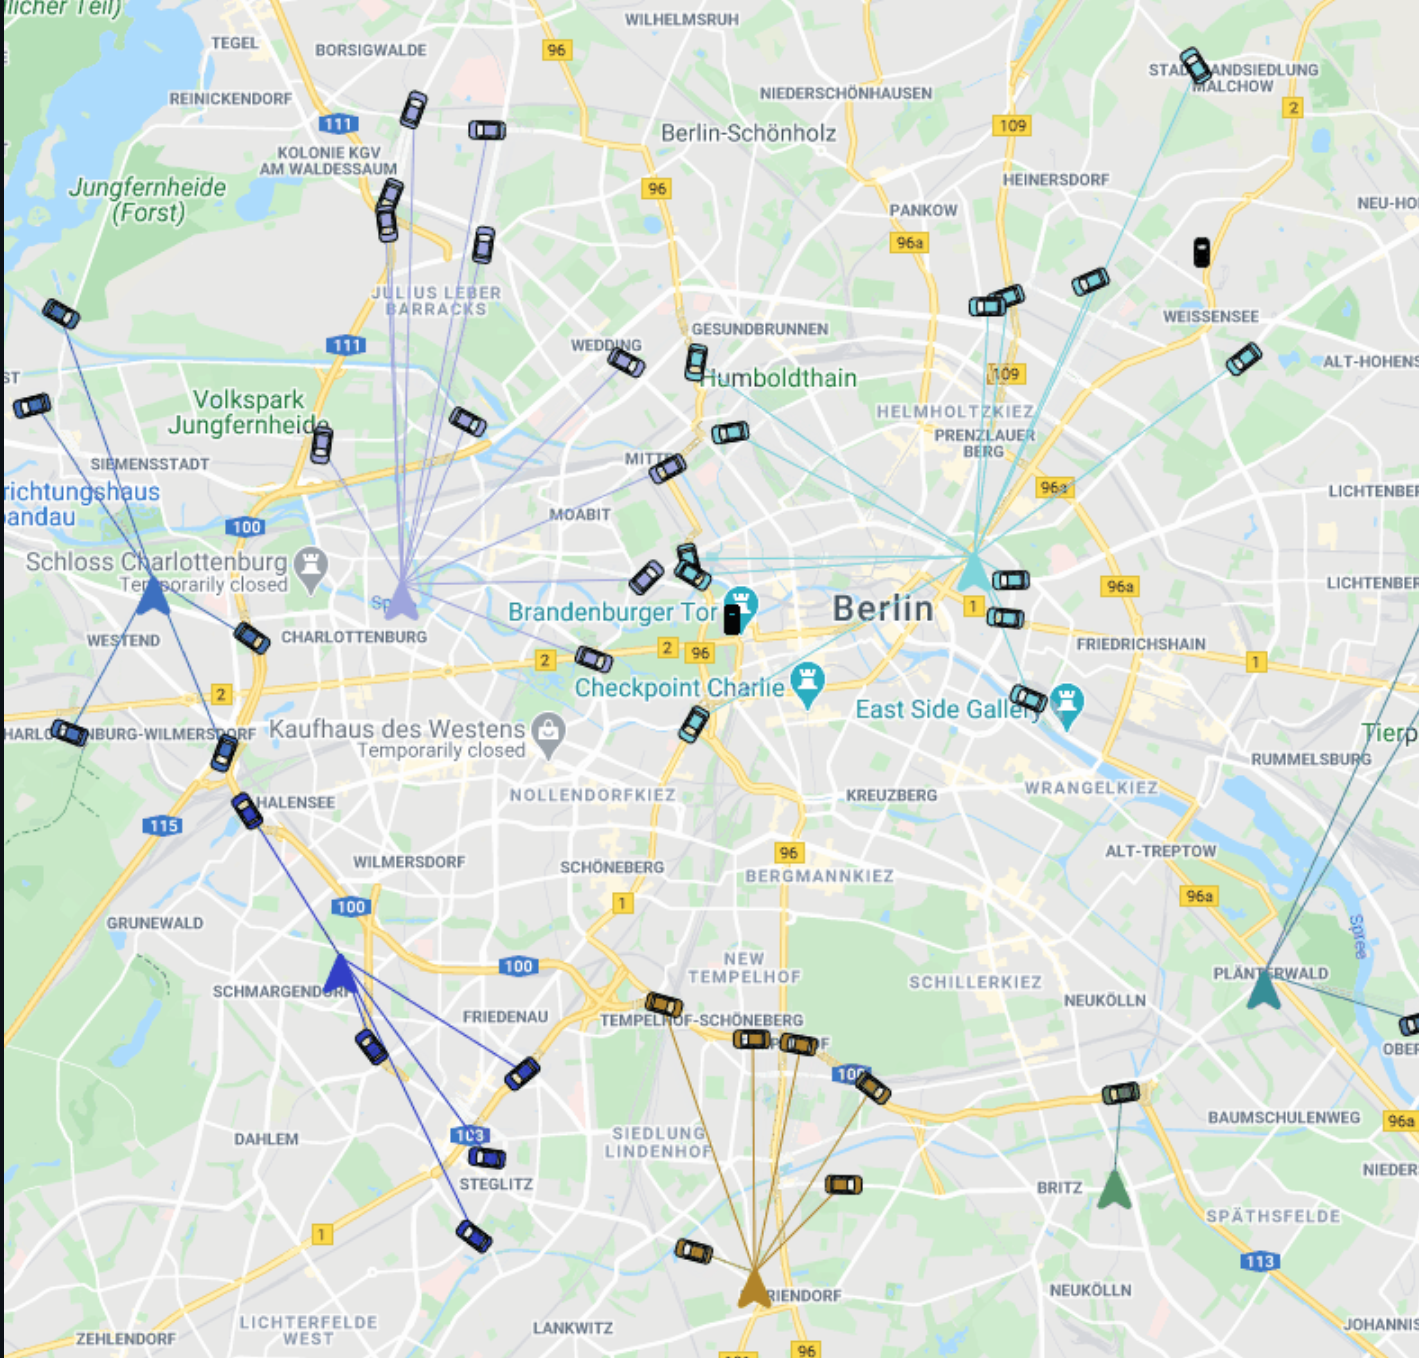 licher Teil)
TEGEL
BORSIGWALDE
WILHELMSRUH
96
REINICKENDORF
111
KOLONIE KGV
AM WALDESSAUM
NIEDERSCHÖNHAUSEN
Berlin-Schönholz
109
2
MALCHOW
Jungfernheide
(Forst)
96
HEINERSDORF
PANKOW
96a
NEU-HO
JULIUS LEBER
BARRACKS
111
WEDDING
GESUNDBRUNNEN
WEISSENSEE
ALT-HOHENS
ST
Humboldthain
109
Volkspark
Jungfernheide
HELMHOLTZKIEZ
PRENZLAUER
BERG
SIEMENSSTADT
MITTE
96a
LICHTENBER
richtungshaus
pandau
100
MOABIT
Schloss Charlottenburg
Temporarily closed
96a
LICHTENBER
Brandenburger Tor
Berlin
1
WESTEND
CHARLOTTENBURG
2
2
96
FRIEDRICHSHAIN
1
2
Checkpoint Charlie
East Side Gallery
Kaufhaus des Westens
Temporarily closed
Tierp
RUMMELSBURG
NOLLENDORFKIEZ
KREUZBERG
WRANGELKIEZ
HALENSEE
115
WILMERSDORF
SCHÖNEBERG
96
BERGMANNKIEZ
ALT-TREPTOW
100
1
96a
GRUNEWALD
Spree
100
NEW
TEMPELHOF
SCHILLERKIEZ
PLÄNTERWALD
SCHMARGENDORF
FRIEDENAU
TEMPELHOF-SCHÖNEBERG
NEUKÖLLN
OBER
100
BAUMSCHULENWEG
96a
DAHLEM
103
SIEDLUNG
LINDENHOF
STEGLITZ
BRITZ
NIEDER
SPÄTHSFELDE
1
113
RIENDORF
NEUKÖLLN
LICHTERFELDE
WEST
ZEHLENDORF
LANKWITZ
JOHANNIS
96